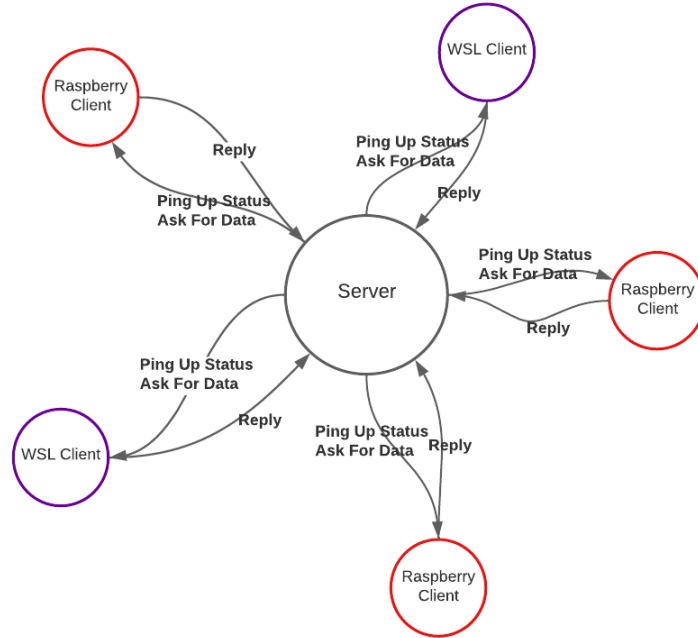 WSL Client
Raspberry
Client
Reply
Ping Up Status
Ask For Data
Reply
Ping Up Status
Ask For Data
Server
Ping Up Status
Ask For Data
Raspberry
Client
Reply
Ping Up Status
Ask For Data
Reply
WSL Client
Ping Up Status
Ask For Data
Reply
Raspberry
Client